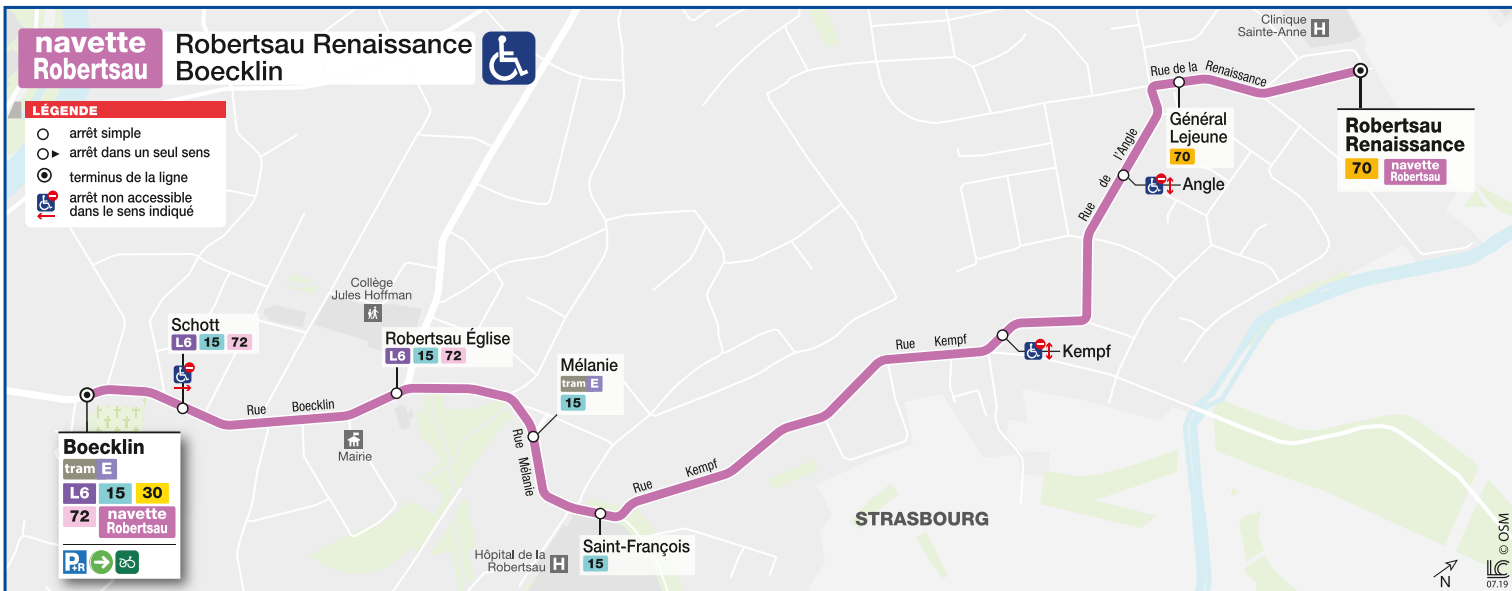 navette
Robertsau
Robertsau Renaissance
Boecklin
LÉGENDE
arrêt simple
arrêt dans un seul sens
terminus de la ligne
arrêt non accessible
dans le sens indiqué
Clinique
Sainte-Anne H
Rue de la Renaissance
Général
Lejeune
70
Robertsau
Renaissance
70 navette
Robertsau
Rue de l'Angle
Angle
Collège
Jules Hoffman
Schott
L6 15 72
Robertsau Église
L6 15 72
Mélanie
tram E
15
Rue Kempf
Kempf
Rue Boecklin
Mairie
Boecklin
tram E
L6 15 30
72 navette
Robertsau
P+R
Rue Mélanie
Rue Kempf
STRASBOURG
Hôpital de la
Robertsau H
Saint-François
15
N
LC
07.19
© OSM